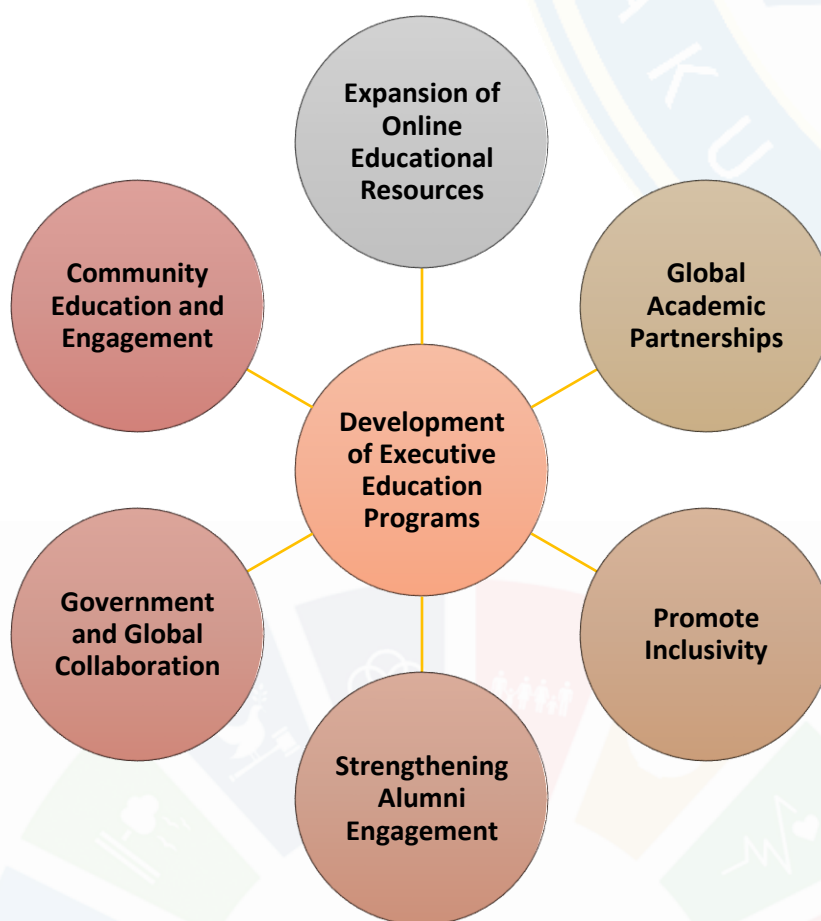 A K U
Expansion of
Online
Educational
Resources
Community
Education and
Engagement
Global
Academic
Partnerships
Development
of Executive
Education
Programs
Government
and Global
Collaboration
Promote
Inclusivity
Strengthening
Alumni
Engagement